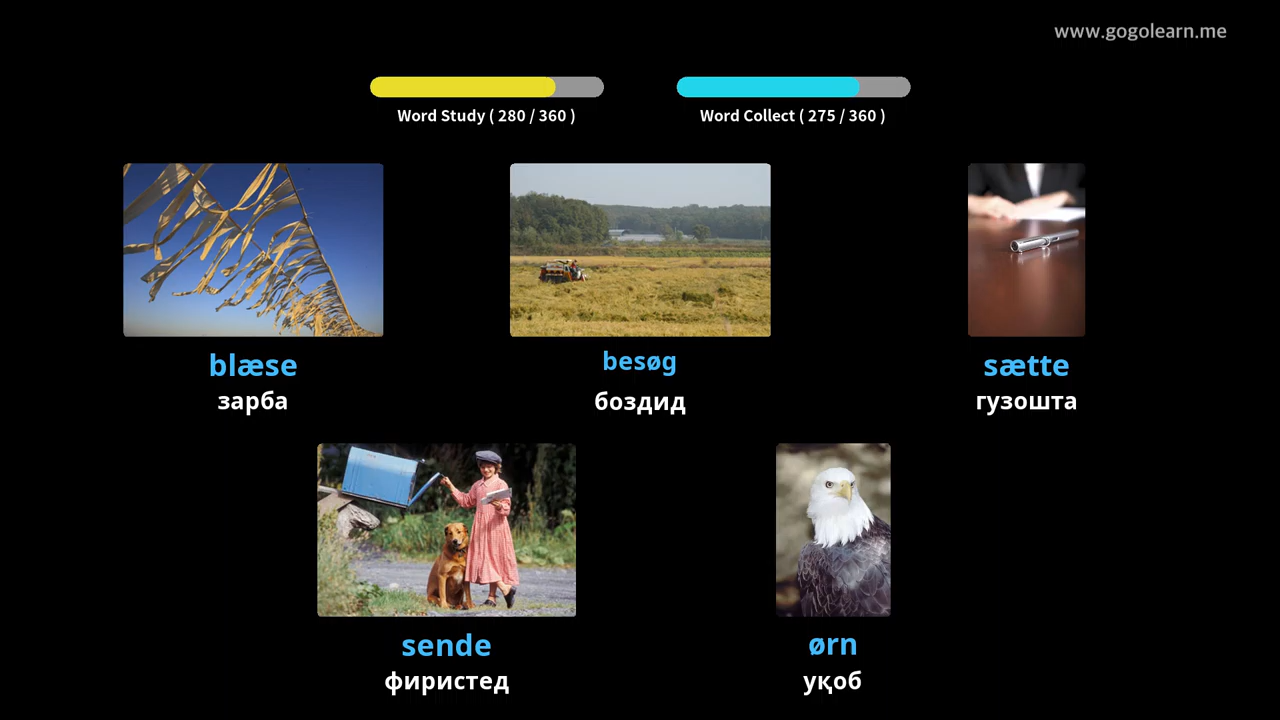 www.gogolearn.me
Word Study ( 280 / 360 )
Word Collect ( 275 / 360 )
blæse
зарба
besøg
боздид
sætte
гузошта
sende
фиристед
ørn
уқоб